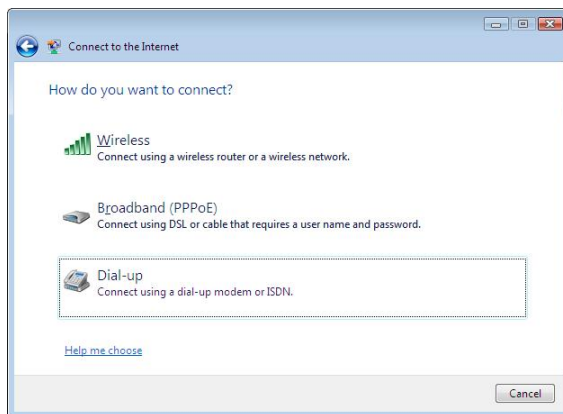 Connect to the Internet
How do you want to connect?
Wireless
Connect using a wireless router or a wireless network.
Broadband (PPPoE)
Connect using DSL or cable that requires a user name and password.
Dial-up
Connect using a dial-up modem or ISDN.
Help me choose
Cancel